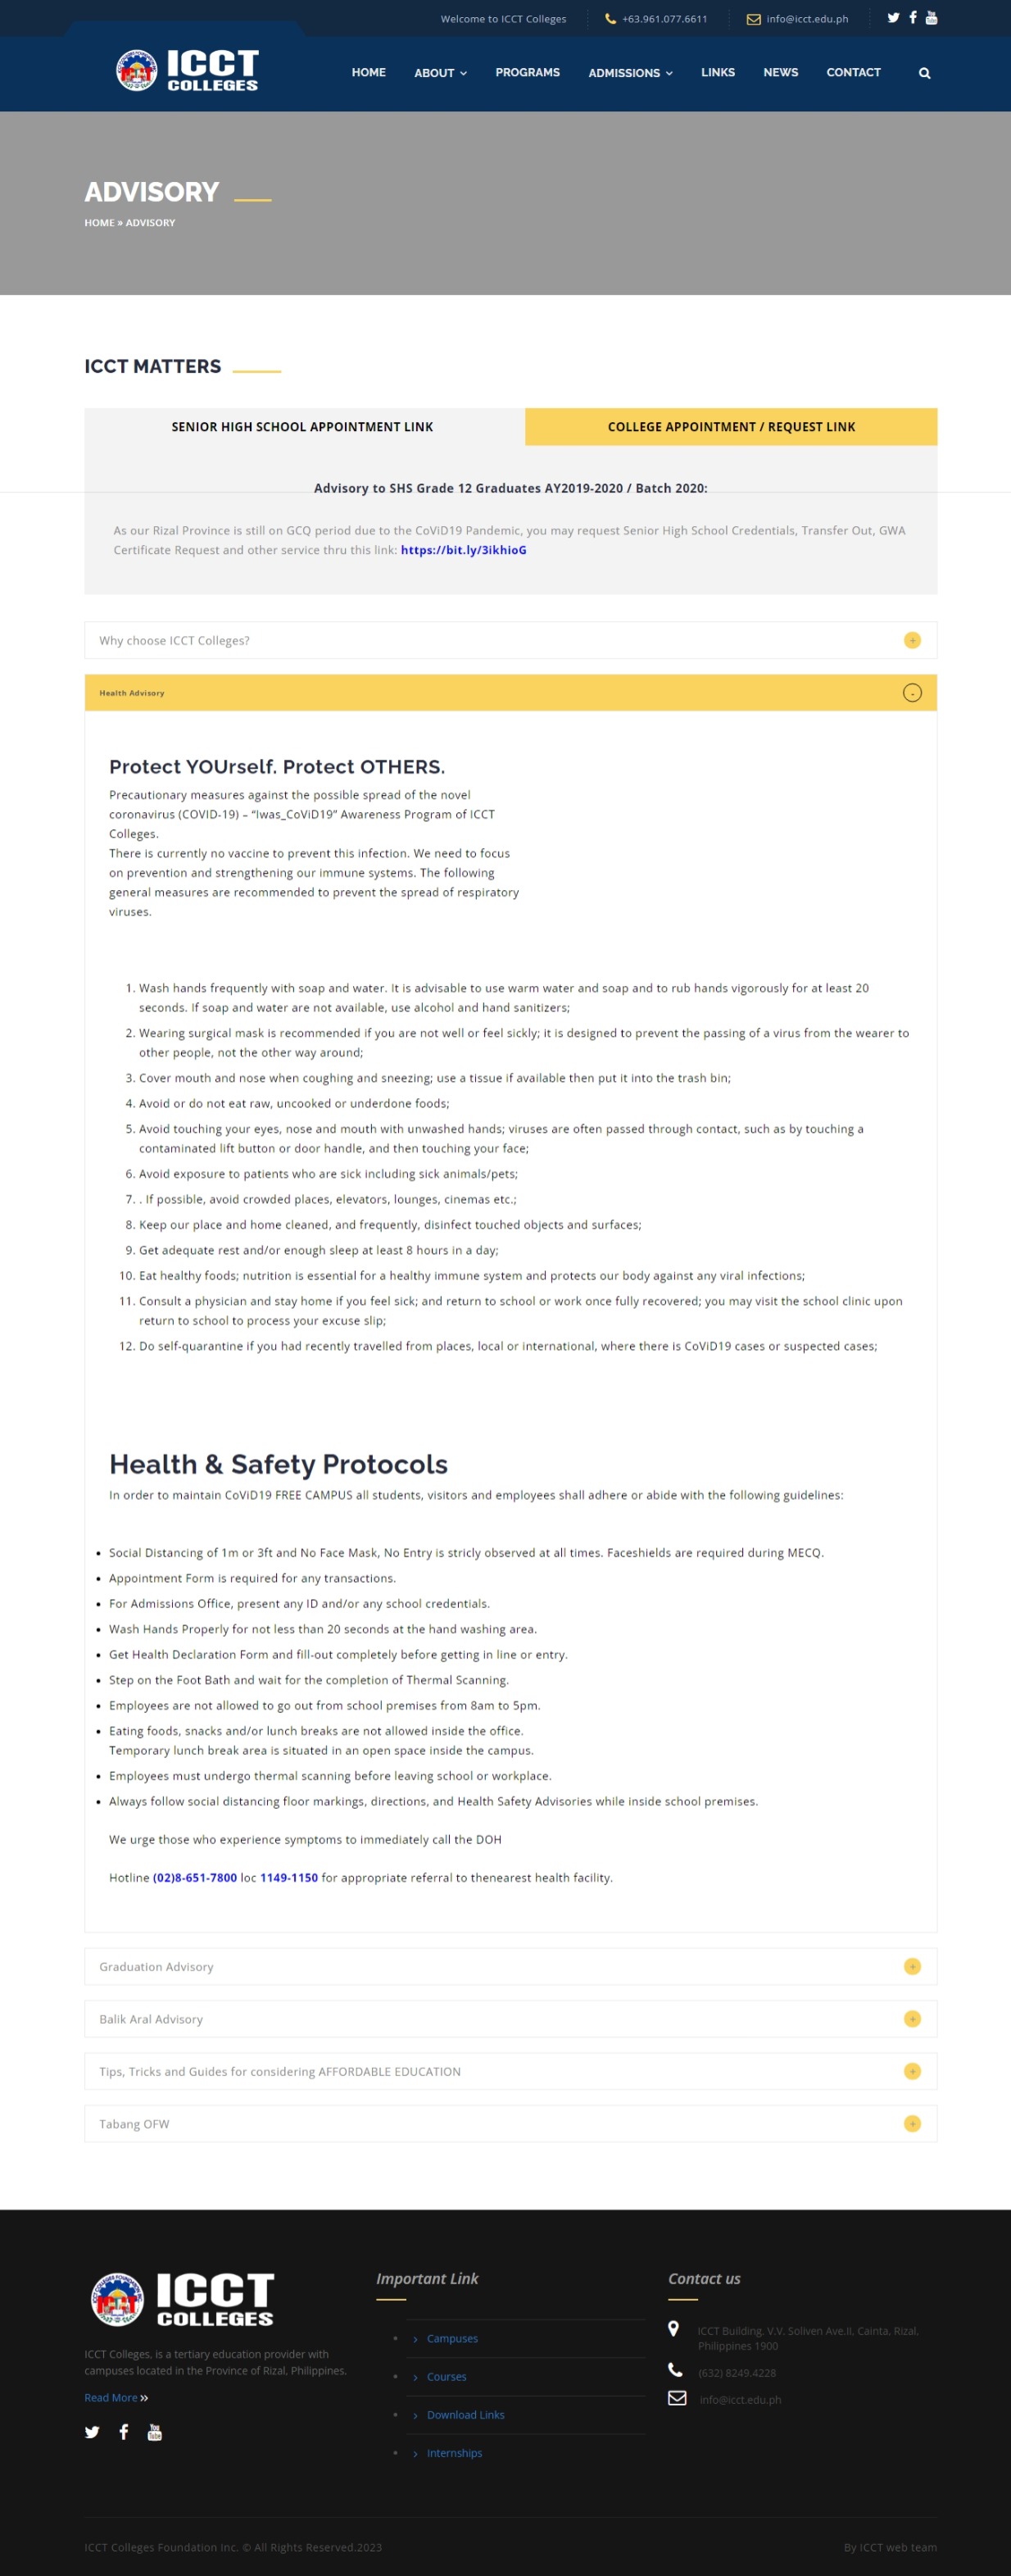 Welcome to ICCT Colleges
+63.961.077.6611
info@icct.edu.ph
ICCT
COLLEGES
HOME
ABOUT
PROGRAMS
ADMISSIONS
LINKS
NEWS
CONTACT
ADVISORY
HOME » ADVISORY
ICCT MATTERS
SENIOR HIGH SCHOOL APPOINTMENT LINK
COLLEGE APPOINTMENT / REQUEST LINK
Advisory to SHS Grade 12 Graduates AY2019-2020 / Batch 2020:
As our Rizal Province is still on GCQ period due to the CoViD19 Pandemic, you may request Senior High School Credentials, Transfer Out, GWA
Certificate Request and other service thru this link: https://bit.ly/3ikhioG
Why choose ICCT Colleges?
+
Health Advisory
-
Protect YOUrself. Protect OTHERS.
Precautionary measures against the possible spread of the novel
coronavirus (COVID-19) – “Iwas_CoViD19” Awareness Program of ICCT
Colleges.
There is currently no vaccine to prevent this infection. We need to focus
on prevention and strengthening our immune systems. The following
general measures are recommended to prevent the spread of respiratory
viruses.
1. Wash hands frequently with soap and water. It is advisable to use warm water and soap and to rub hands vigorously for at least 20
seconds. If soap and water are not available, use alcohol and hand sanitizers;
2. Wearing surgical mask is recommended if you are not well or feel sickly; it is designed to prevent the passing of a virus from the wearer to
other people, not the other way around;
3. Cover mouth and nose when coughing and sneezing; use a tissue if available then put it into the trash bin;
4. Avoid or do not eat raw, uncooked or underdone foods;
5. Avoid touching your eyes, nose and mouth with unwashed hands; viruses are often passed through contact, such as by touching a
contaminated lift button or door handle, and then touching your face;
6. Avoid exposure to patients who are sick including sick animals/pets;
7. . If possible, avoid crowded places, elevators, lounges, cinemas etc.;
8. Keep our place and home cleaned, and frequently, disinfect touched objects and surfaces;
9. Get adequate rest and/or enough sleep at least 8 hours in a day;
10. Eat healthy foods; nutrition is essential for a healthy immune system and protects our body against any viral infections;
11. Consult a physician and stay home if you feel sick; and return to school or work once fully recovered; you may visit the school clinic upon
return to school to process your excuse slip;
12. Do self-quarantine if you had recently travelled from places, local or international, where there is CoViD19 cases or suspected cases;
Health & Safety Protocols
In order to maintain CoViD19 FREE CAMPUS all students, visitors and employees shall adhere or abide with the following guidelines:
• Social Distancing of 1m or 3ft and No Face Mask, No Entry is stricly observed at all times. Faceshields are required during MECQ.
• Appointment Form is required for any transactions.
• For Admissions Office, present any ID and/or any school credentials.
• Wash Hands Properly for not less than 20 seconds at the hand washing area.
• Get Health Declaration Form and fill-out completely before getting in line or entry.
• Step on the Foot Bath and wait for the completion of Thermal Scanning.
• Employees are not allowed to go out from school premises from 8am to 5pm.
• Eating foods, snacks and/or lunch breaks are not allowed inside the office.
Temporary lunch break area is situated in an open space inside the campus.
• Employees must undergo thermal scanning before leaving school or workplace.
• Always follow social distancing floor markings, directions, and Health Safety Advisories while inside school premises.
We urge those who experience symptoms to immediately call the DOH
Hotline (02)8-651-7800 loc 1149-1150 for appropriate referral to thenearest health facility.
Graduation Advisory
+
Balik Aral Advisory
+
Tips, Tricks and Guides for considering AFFORDABLE EDUCATION
+
Tabang OFW
+
ICCT
COLLEGES
ICCT Colleges, is a tertiary education provider with
campuses located in the Province of Rizal, Philippines.
Read More »
Important Link
Campuses
Courses
Download Links
Internships
Contact us
ICCT Building. V.V. Soliven Ave.II, Cainta, Rizal,
Philippines 1900
(632) 8249.4228
info@icct.edu.ph
ICCT Colleges Foundation Inc. © All Rights Reserved.2023
By ICCT web team